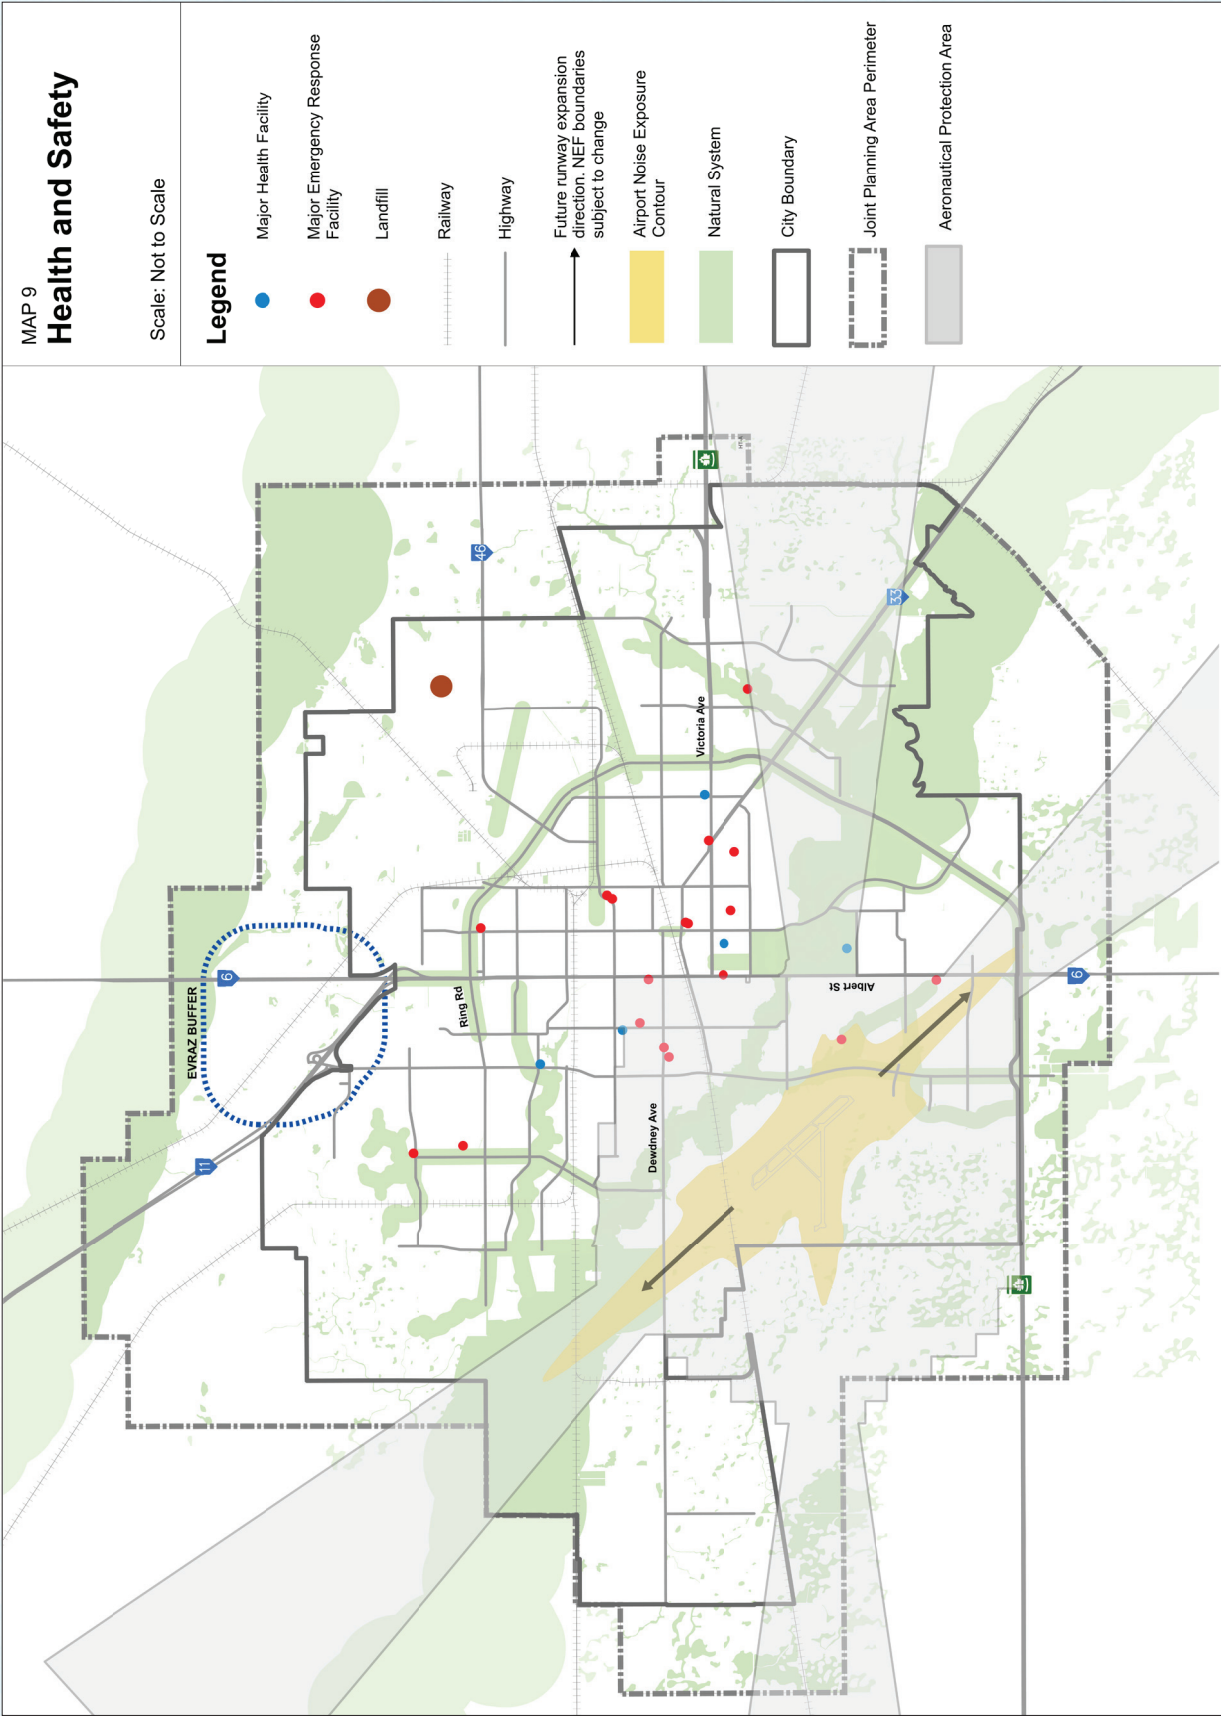 MAP 9
Health and Safety
Scale: Not to Scale
Legend
Major Health Facility
Major Emergency Response
Facility
Landfill
Railway
Highway
Future runway expansion
direction. NEF boundaries
subject to change
Airport Noise Exposure
Contour
Natural System
City Boundary
Joint Planning Area Perimeter
Aeronautical Protection Area
EVRAZ BUFFER
6
11
46
Ring Rd
Victoria Ave
33
Dewdney Ave
Albert St
6